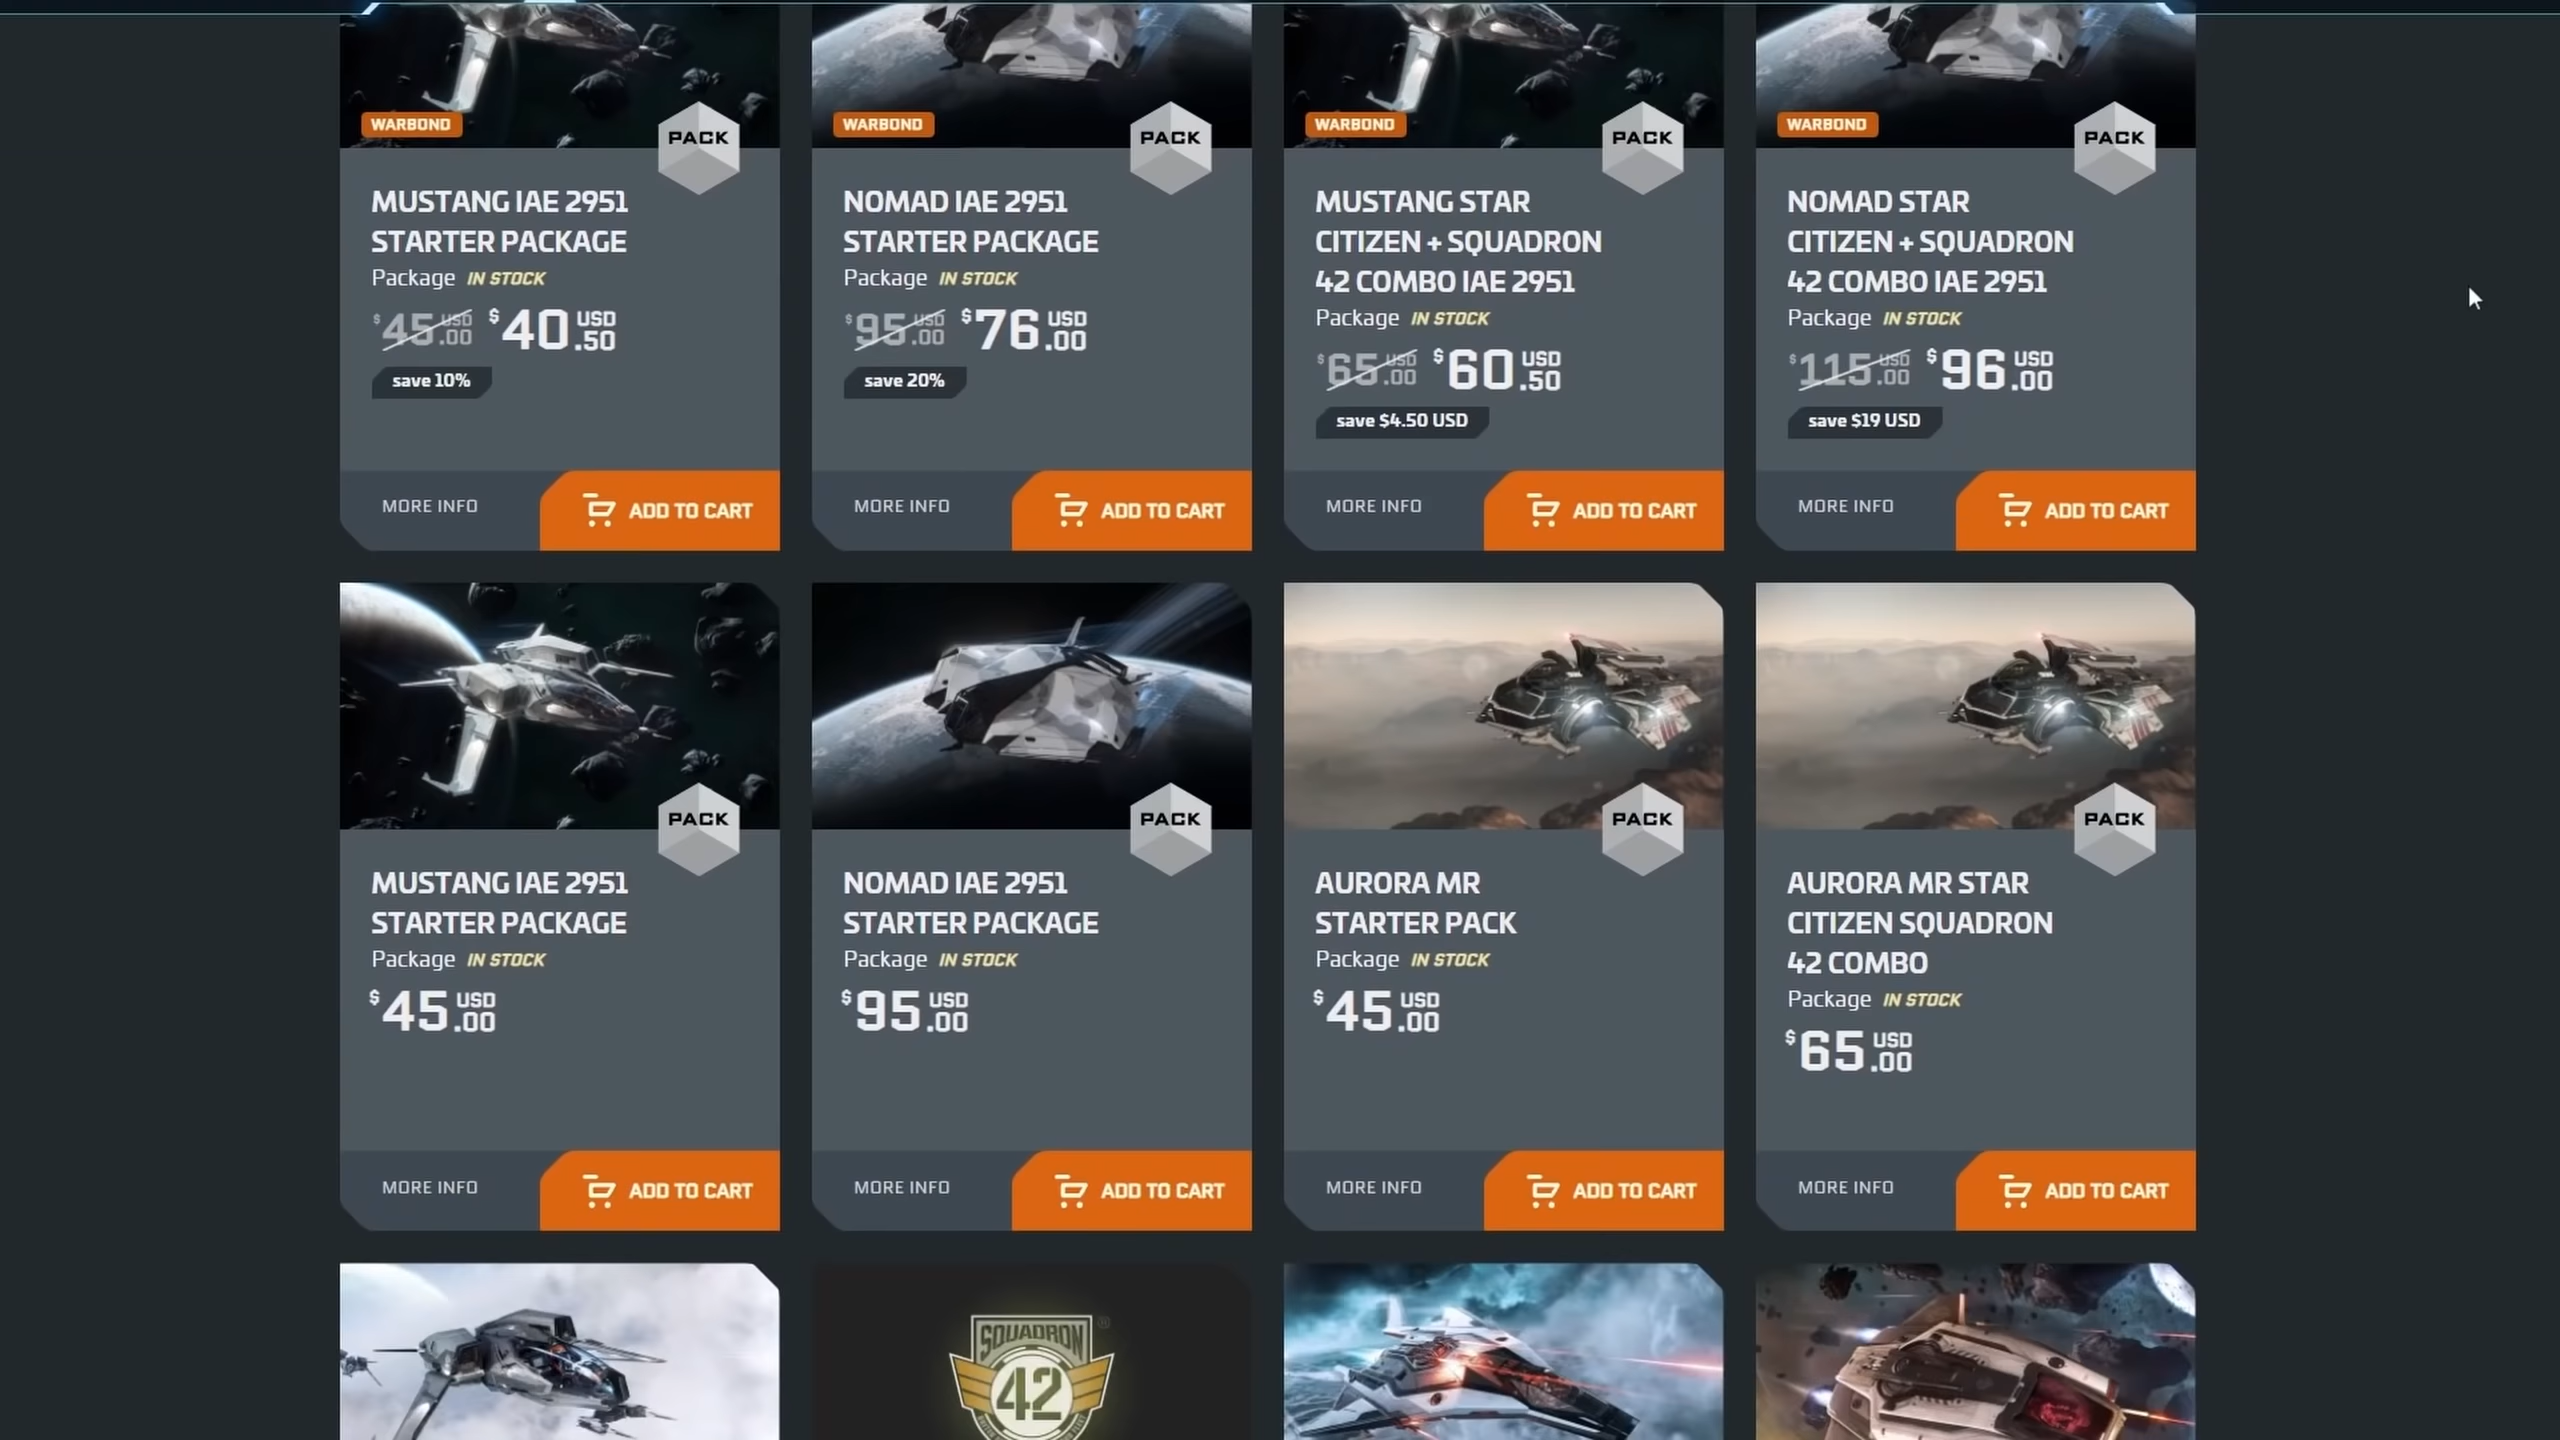 WARBOND
PACK
MUSTANG IAE 2951
STARTER PACKAGE
Package IN STOCK
$45.00 USD $40.50 USD
save 10%
MORE INFO
ADD TO CART
WARBOND
PACK
NOMAD IAE 2951
STARTER PACKAGE
Package IN STOCK
$95.00 USD $76.00 USD
save 20%
MORE INFO
ADD TO CART
WARBOND
PACK
MUSTANG STAR
CITIZEN + SQUADRON
42 COMBO IAE 2951
Package IN STOCK
$65.00 USD $60.50 USD
save $4.50 USD
MORE INFO
ADD TO CART
WARBOND
PACK
NOMAD STAR
CITIZEN + SQUADRON
42 COMBO IAE 2951
Package IN STOCK
$115.00 USD $96.00 USD
save $19 USD
MORE INFO
ADD TO CART
PACK
MUSTANG IAE 2951
STARTER PACKAGE
Package IN STOCK
$45.00 USD
MORE INFO
ADD TO CART
PACK
NOMAD IAE 2951
STARTER PACKAGE
Package IN STOCK
$95.00 USD
MORE INFO
ADD TO CART
PACK
AURORA MR
STARTER PACK
Package IN STOCK
$45.00 USD
MORE INFO
ADD TO CART
PACK
AURORA MR STAR
CITIZEN SQUADRON
42 COMBO
Package IN STOCK
$65.00 USD
MORE INFO
ADD TO CART
SQUADRON ®
42